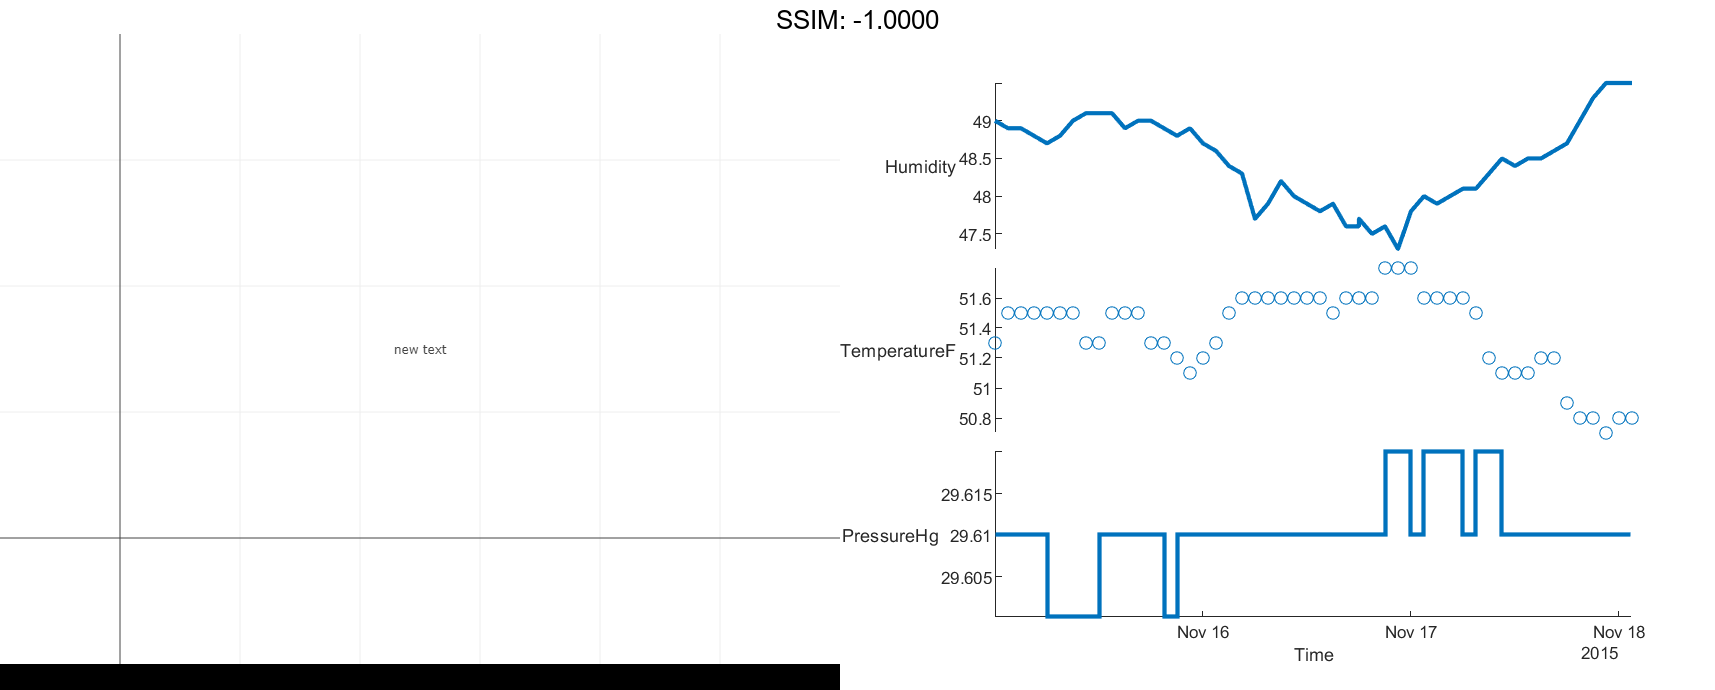 SSIM: -1.0000
new text
Humidity
49
48.5
48
47.5
TemperatureF
51.6
51.4
51.2
51
50.8
PressureHg
29.615
29.61
29.605
Nov 16 Nov 17 Nov 18
Time
2015